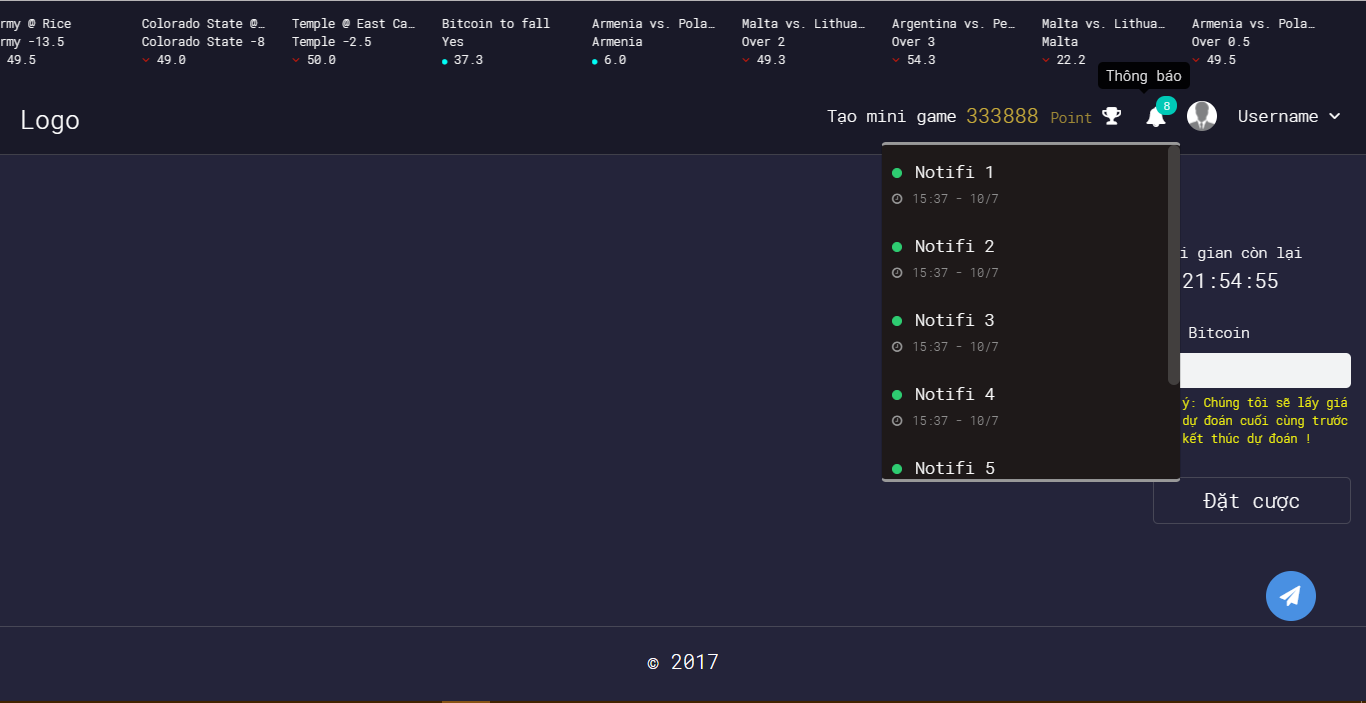 rmy @ Rice
rmy -13.5
49.5
Colorado State @…
Colorado State -8
49.0
Temple @ East Ca…
Temple -2.5
50.0
Bitcoin to fall
Yes
37.3
Armenia vs. Pola…
Armenia
6.0
Malta vs. Lithua…
Over 2
49.3
Argentina vs. Pe…
Over 3
54.3
Malta vs. Lithua…
Malta
22.2
Armenia vs. Pola…
Over 0.5
49.5
Thông báo
Logo
Tạo mini game 333888 Point
8
Username
Notifi 1
15:37 - 10/7
Notifi 2
15:37 - 10/7
Notifi 3
15:37 - 10/7
Notifi 4
15:37 - 10/7
Notifi 5
i gian còn lại
21:54:55
Bitcoin
ý: Chúng tôi sẽ lấy giá
dự đoán cuối cùng trước
kết thúc dự đoán !
Đặt cược
© 2017